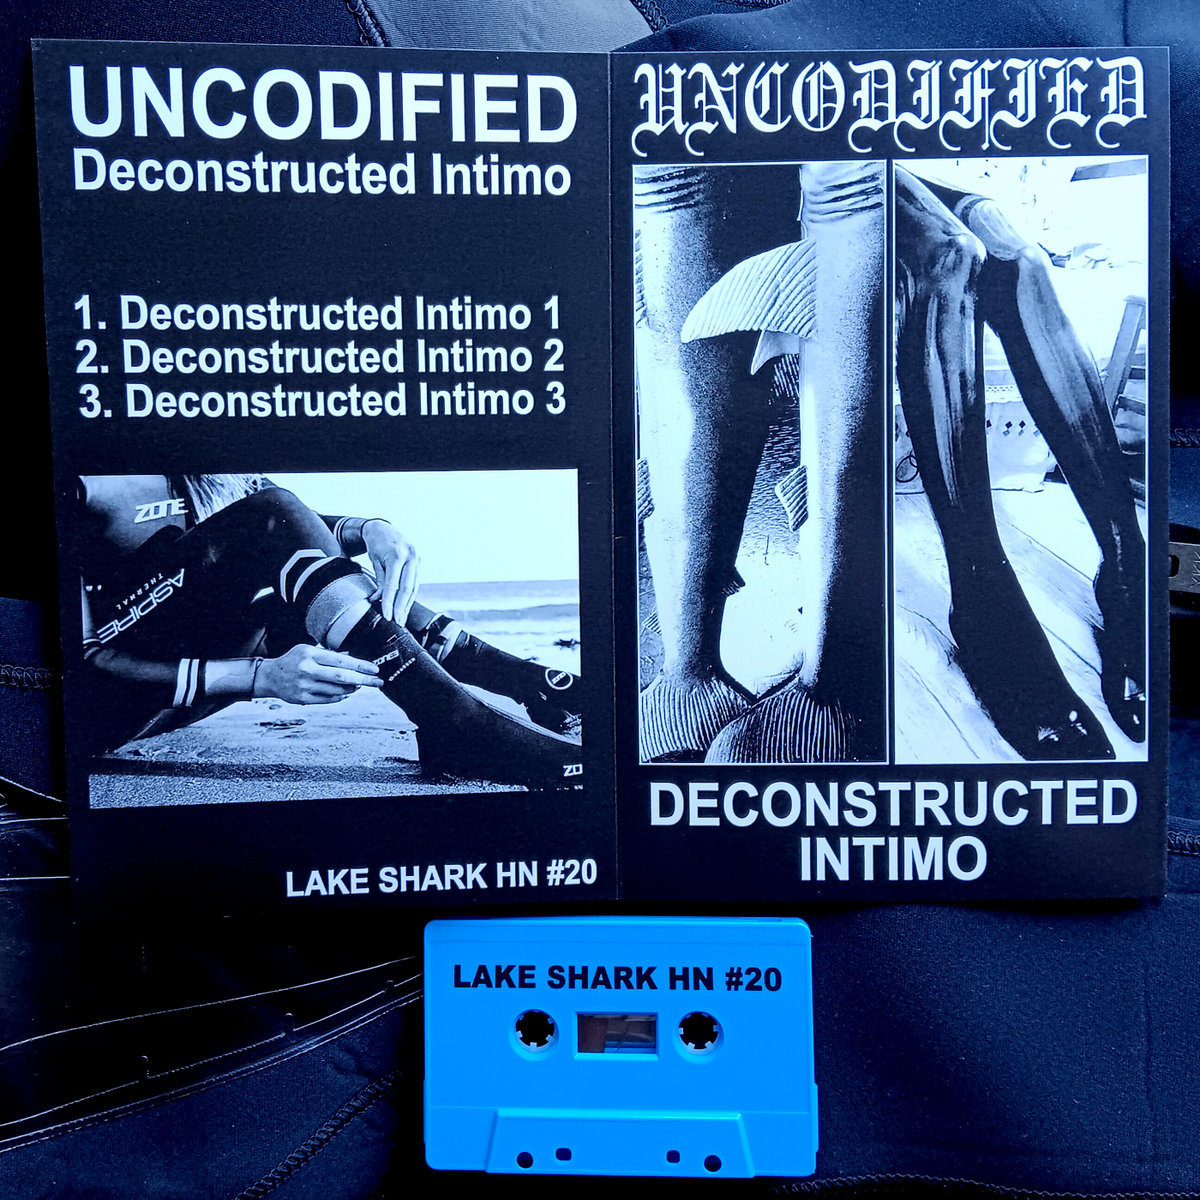 UNCODIFIED
Deconstructed Intimo
1. Deconstructed Intimo 1
2. Deconstructed Intimo 2
3. Deconstructed Intimo 3
ZONE
ASPIRE
THERMAL
LAKE SHARK HN #20
UNCODIFIED
DECONSTRUCTED
INTIMO
LAKE SHARK HN #20